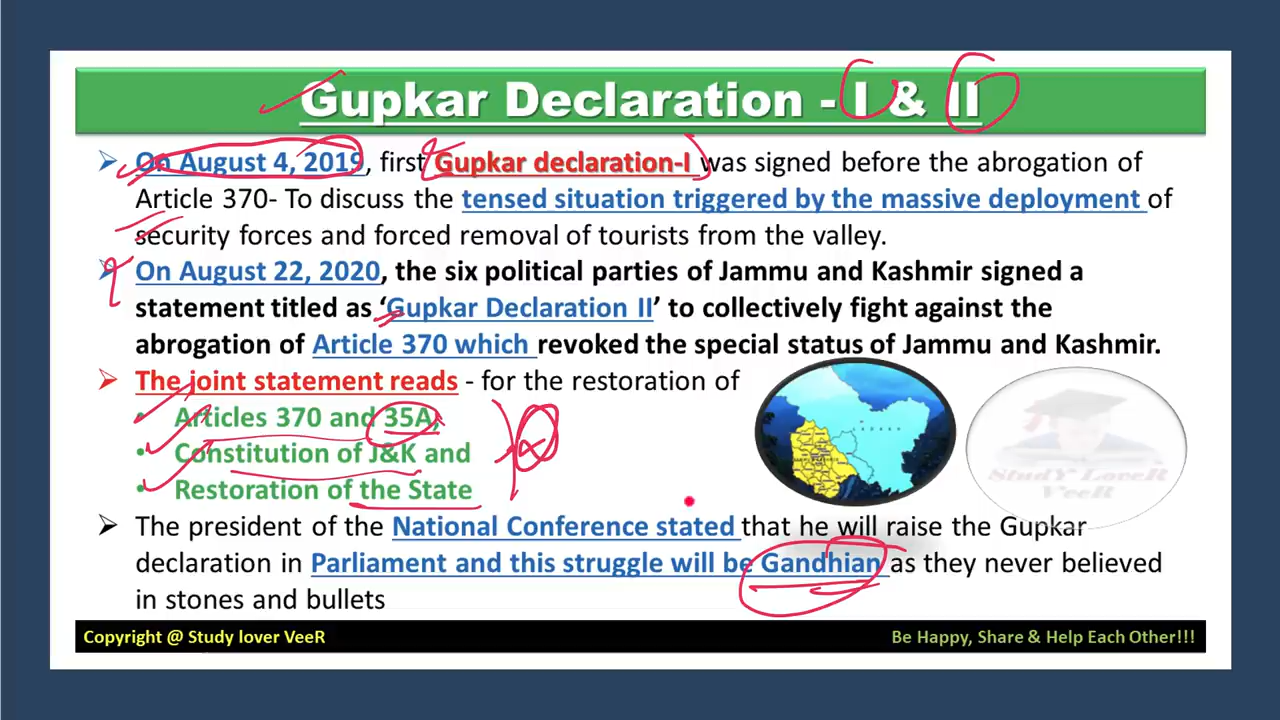 Gupkar Declaration - I & II
On August 4, 2019, first Gupkar declaration-I was signed before the abrogation of
Article 370- To discuss the tensed situation triggered by the massive deployment of
security forces and forced removal of tourists from the valley.
On August 22, 2020, the six political parties of Jammu and Kashmir signed a
statement titled as ‘Gupkar Declaration II’ to collectively fight against the
abrogation of Article 370 which revoked the special status of Jammu and Kashmir.
The joint statement reads - for the restoration of
• Articles 370 and 35A,
• Constitution of J&K and
• Restoration of the State
StudY LoveR
VeeR
The president of the National Conference stated that he will raise the Gupkar
declaration in Parliament and this struggle will be Gandhian as they never believed
in stones and bullets
Copyright @ Study lover VeeR
Be Happy, Share & Help Each Other!!!